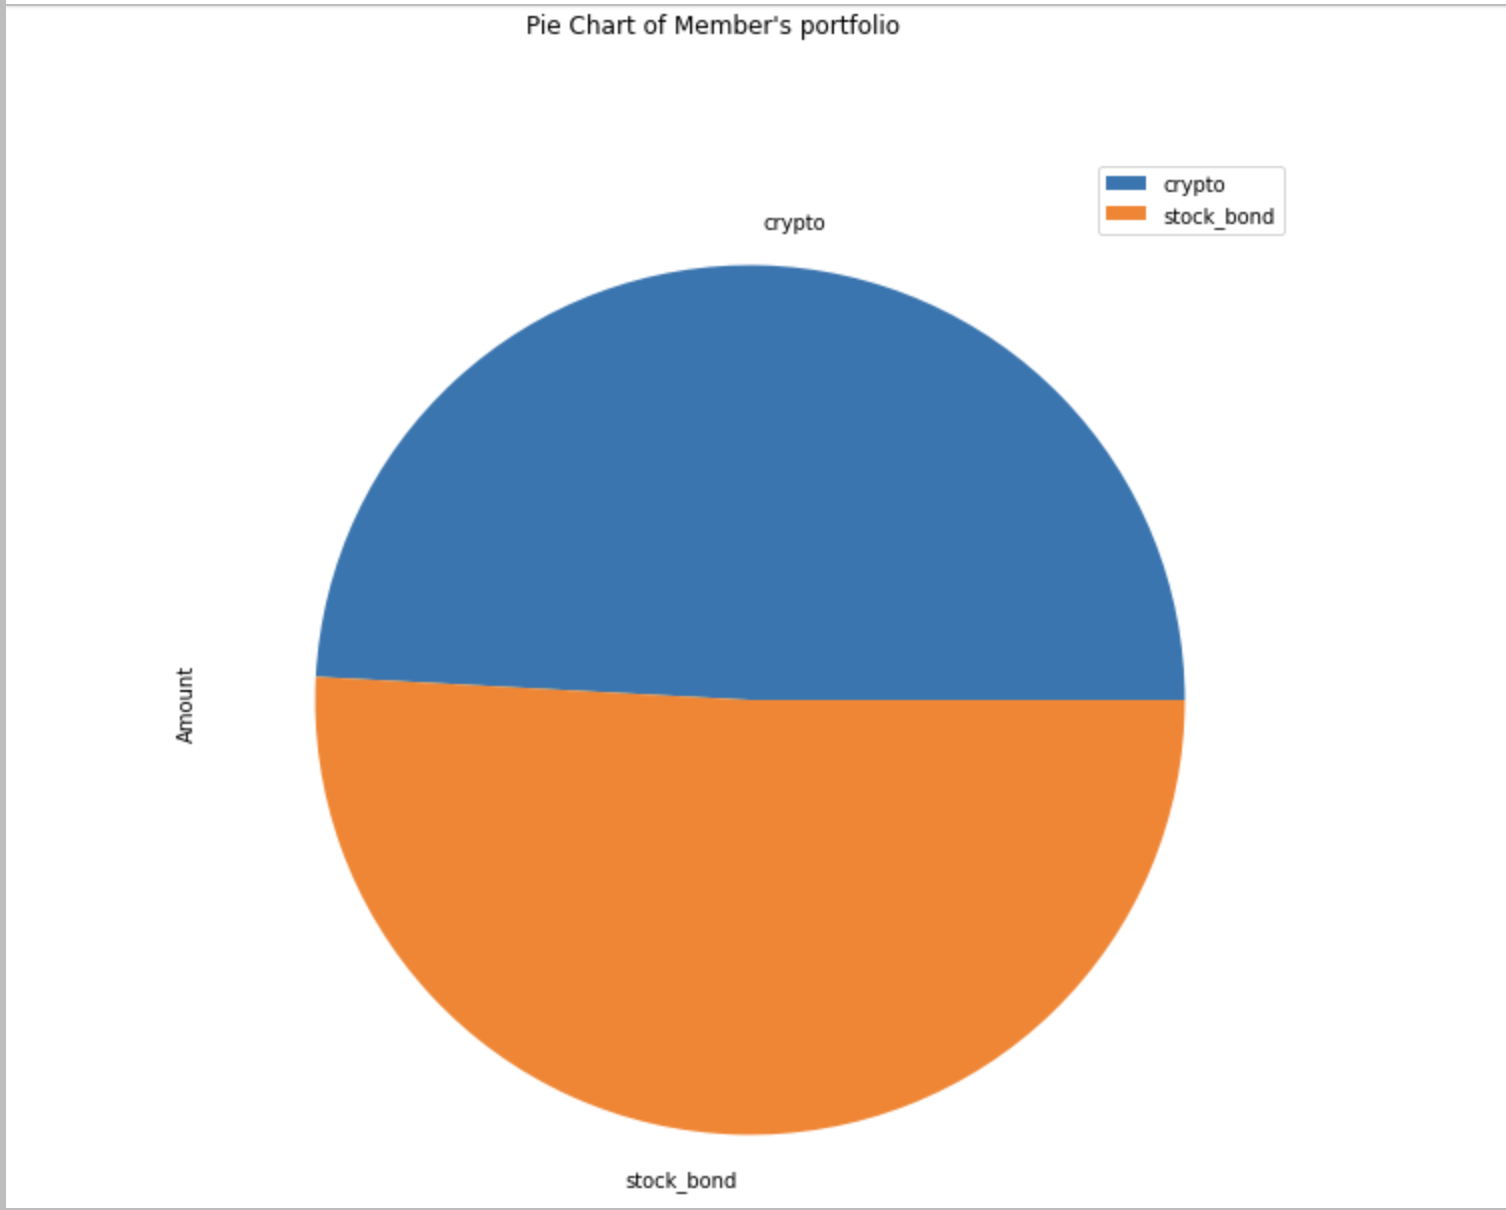 Pie Chart of Member's portfolio
crypto
stock_bond
crypto
Amount
stock_bond